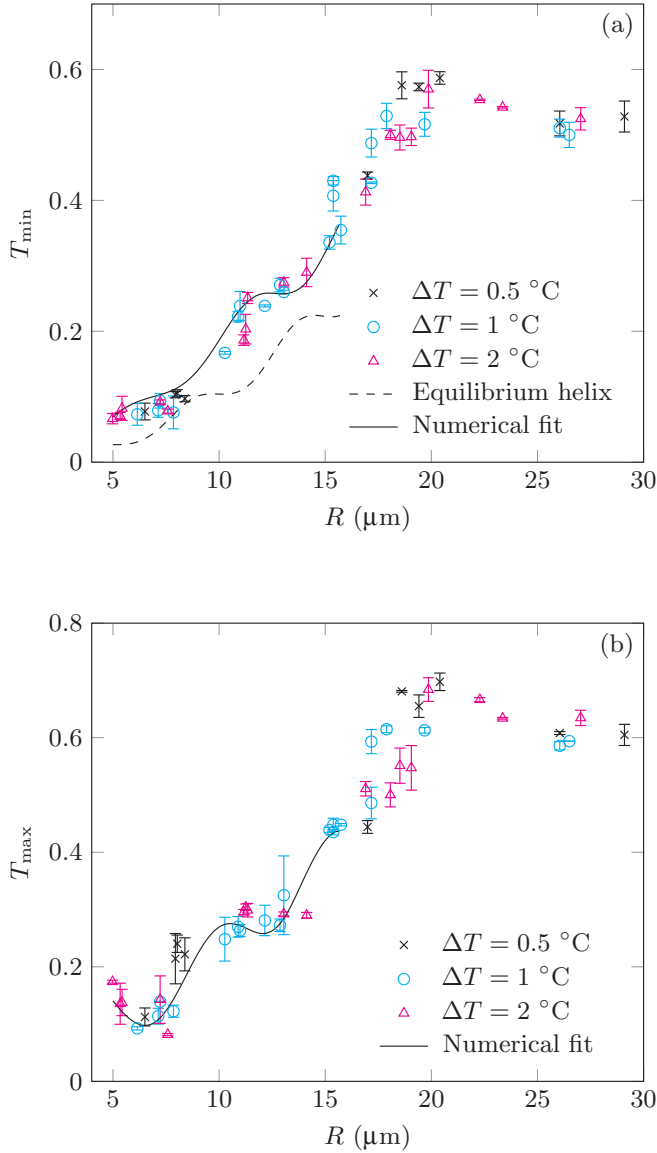 (a)
0.6
0.4
0.2
0
T_min
ΔT = 0.5 °C
ΔT = 1 °C
ΔT = 2 °C
Equilibrium helix
Numerical fit
5 10 15 20 25 30
R (μm)
(b)
0.8
0.6
0.4
0.2
0
T_max
ΔT = 0.5 °C
ΔT = 1 °C
ΔT = 2 °C
Numerical fit
5 10 15 20 25 30
R (μm)